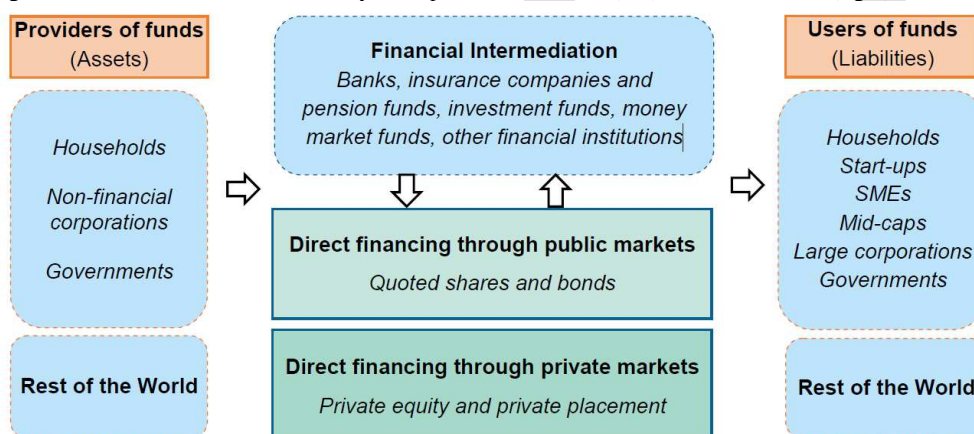 Providers of funds
(Assets)
Households
Non-financial
corporations
Governments
Rest of the World
Financial Intermediation
Banks, insurance companies and
pension funds, investment funds, money
market funds, other financial institutions
Direct financing through public markets
Quoted shares and bonds
Direct financing through private markets
Private equity and private placement
Users of funds
(Liabilities)
Households
Start-ups
SMEs
Mid-caps
Large corporations
Governments
Rest of the World